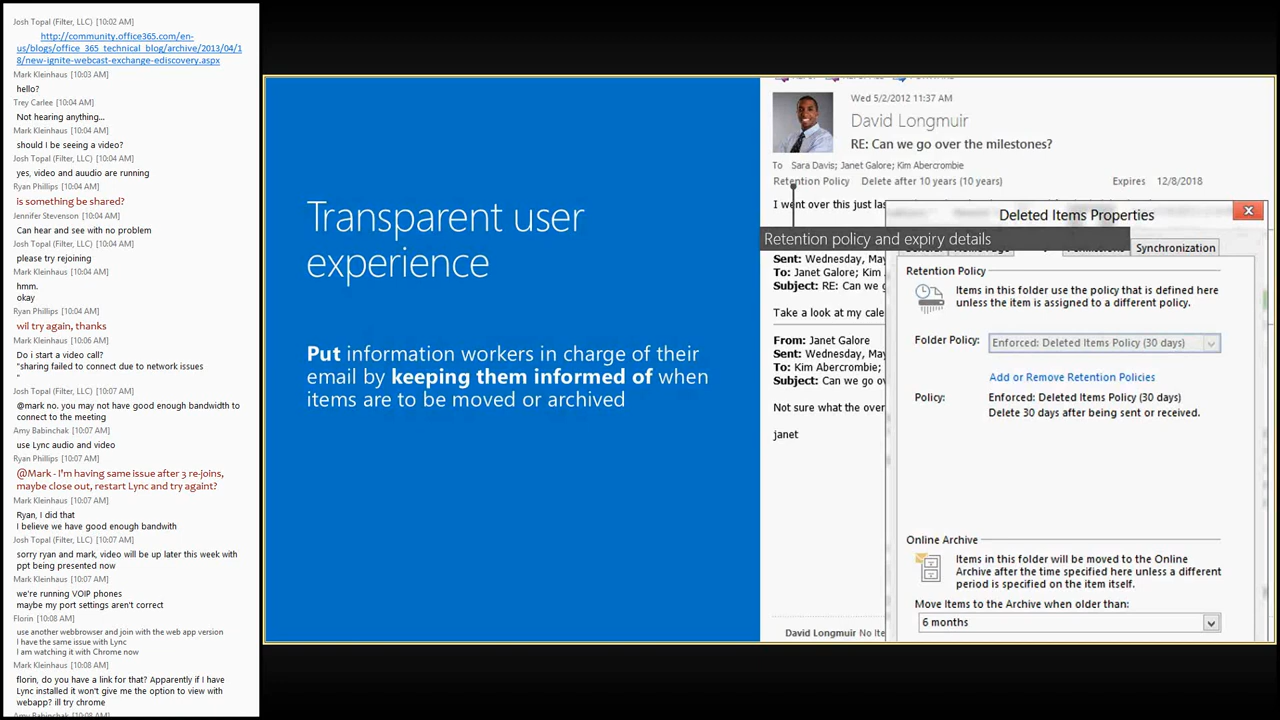 Josh Topal (Filter, LLC) [10:02 AM]
http://community.office365.com/en-
us/blogs/office_365_technical_blog/archive/2013/04/1
8/new-ignite-webcast-exchange-ediscovery.aspx
Mark Kleinhaus [10:03 AM]
hello?
Trey Carlee [10:04 AM]
Not hearing anything...
Mark Kleinhaus [10:04 AM]
should I be seeing a video?
Josh Topal (Filter, LLC) [10:04 AM]
yes, video and auudio are running
Ryan Phillips [10:04 AM]
is something be shared?
Jennifer Stevenson [10:04 AM]
Can hear and see with no problem
Josh Topal (Filter, LLC) [10:04 AM]
please try rejoining
Mark Kleinhaus [10:04 AM]
hmm.
okay
Ryan Phillips [10:04 AM]
wil try again, thanks
Mark Kleinhaus [10:06 AM]
Do i start a video call?
"sharing failed to connect due to network issues
"
Josh Topal (Filter, LLC) [10:07 AM]
@mark no. you may not have good enough bandwidth to
connect to the meeting
Amy Babinchak [10:07 AM]
use Lync audio and video
Ryan Phillips [10:07 AM]
@Mark - I'm having same issue after 3 re-joins,
maybe close out, restart Lync and try againt?
Mark Kleinhaus [10:07 AM]
Ryan, I did that
I believe we have good enough bandwith
Josh Topal (Filter, LLC) [10:07 AM]
sorry ryan and mark, video will be up later this week with
ppt being presented now
Mark Kleinhaus [10:07 AM]
we're running VOIP phones
maybe my port settings aren't correct
Florin [10:08 AM]
use another webbrowser and join with the web app version
I have the same issue with Lync
I am watching it with Chrome now
Mark Kleinhaus [10:08 AM]
florin, do you have a link for that? Apparently if I have
Lync installed it won't give me the option to view with
webapp? ill try chrome
Amy Babinchak [10:08 AM]
Transparent user
experience
Put information workers in charge of their
email by keeping them informed of when
items are to be moved or archived
Wed 5/2/2012 11:37 AM
David Longmuir
RE: Can we go over the milestones?
To Sara Davis; Janet Galore; Kim Abercrombie
Retention Policy Delete after 10 years (10 years) Expires 12/8/2018
I went over this just las
Retention policy and expiry details
Sent: Wednesday, May
To: Janet Galore; Kim
Subject: RE: Can we g
Take a look at my cale
From: Janet Galore
Sent: Wednesday, May
To: Kim Abercrombie;
Subject: Can we go ov
Not sure what the over
janet
David Longmuir No Ite
Deleted Items Properties
Synchronization
Retention Policy
Items in this folder use the policy that is defined here
unless the item is assigned to a different policy.
Folder Policy: Enforced: Deleted Items Policy (30 days)
Add or Remove Retention Policies
Policy: Enforced: Deleted Items Policy (30 days)
Delete 30 days after being sent or received.
Online Archive
Items in this folder will be moved to the Online
Archive after the time specified here unless a different
period is specified on the item itself.
Move Items to the Archive when older than:
6 months